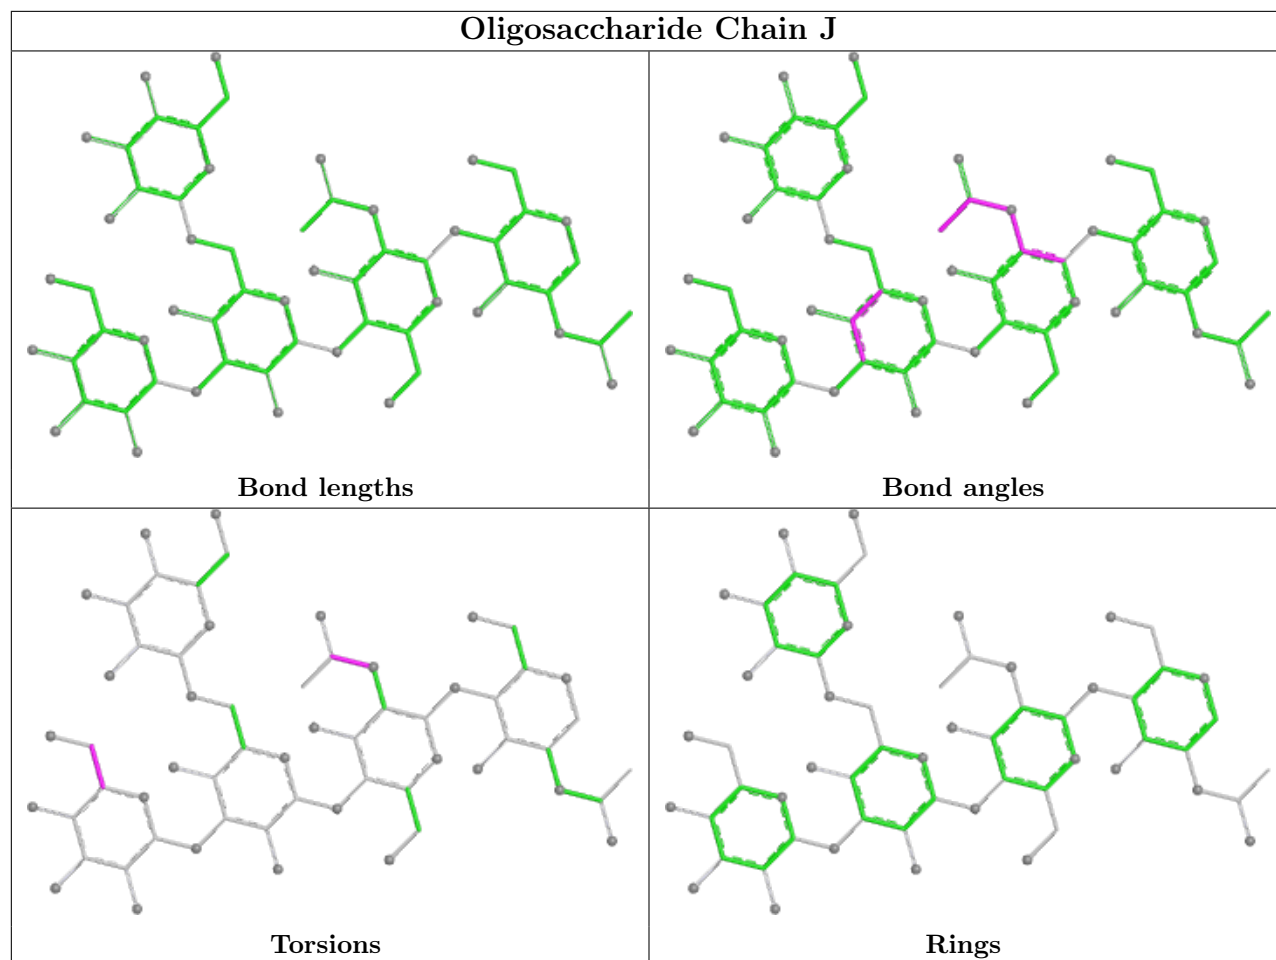 Oligosaccharide Chain J
Bond lengths
Bond angles
Torsions
Rings